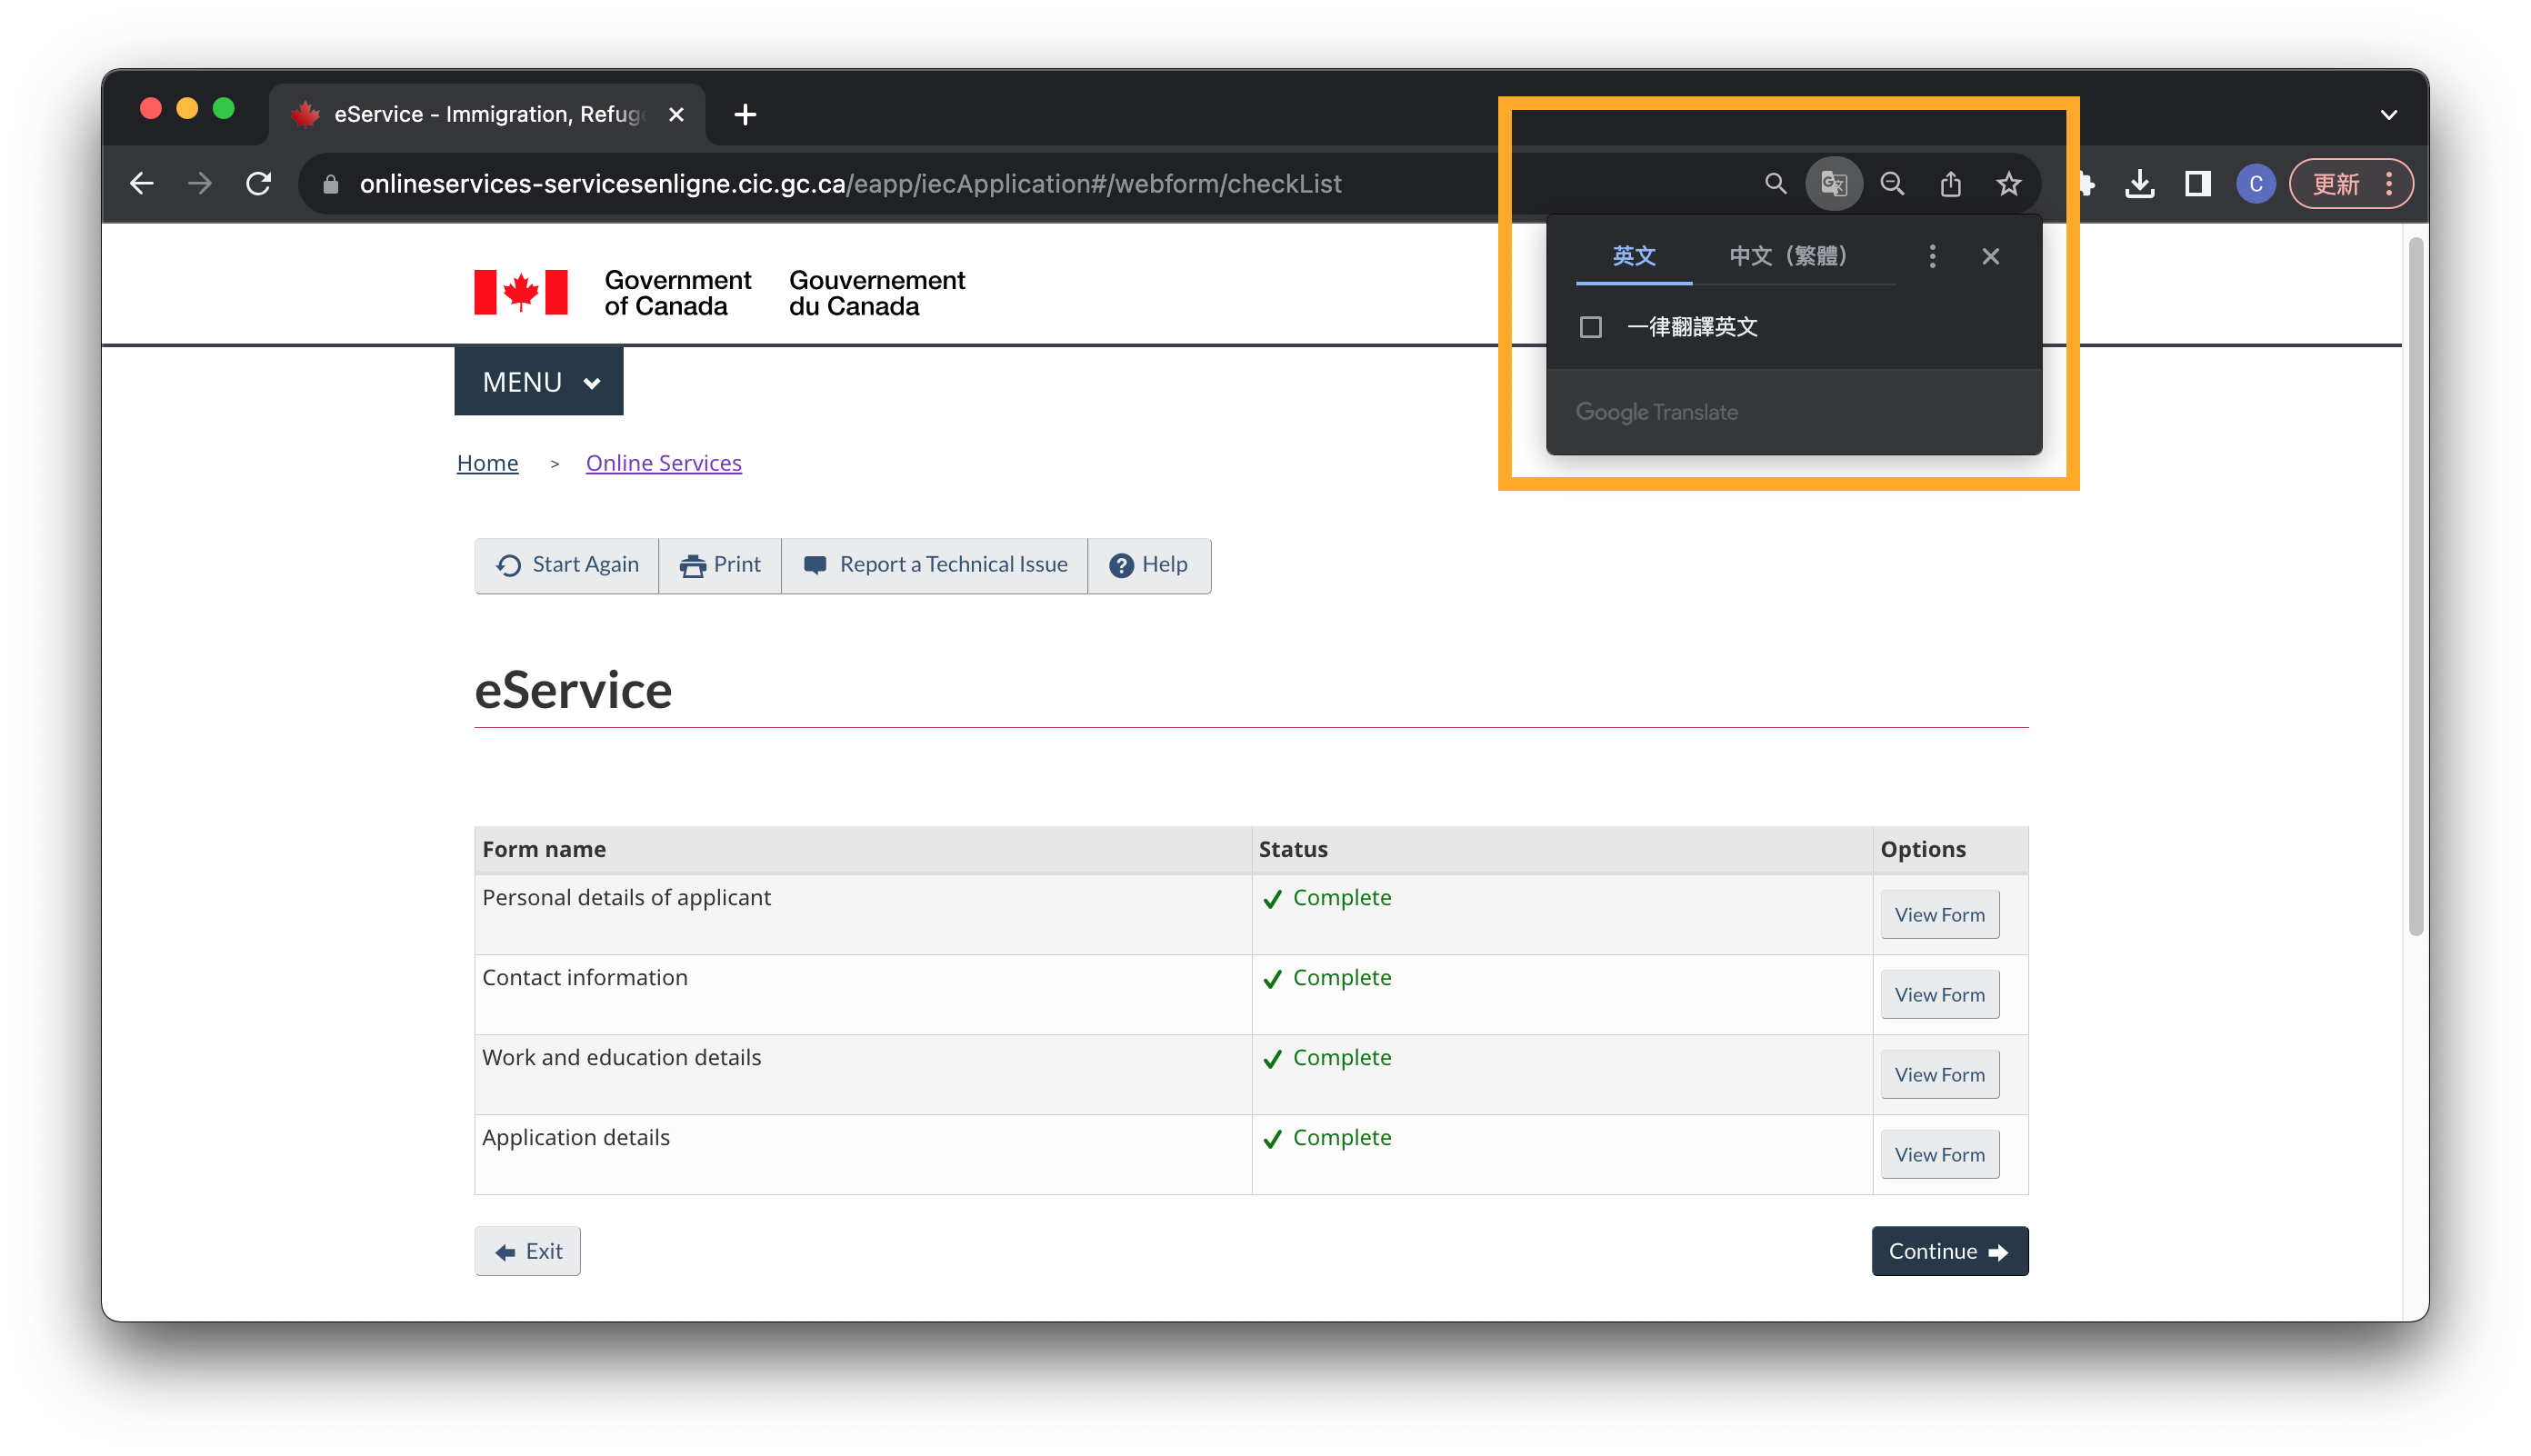 eService - Immigration, Refug
onlineservices-servicesenligne.cic.gc.ca/eapp/iecApplication#/webform/checkList
C
更新
英文
中文（繁體）
一律翻譯英文
Google Translate
Government
of Canada
Gouvernement
du Canada
MENU
Home > Online Services
Start Again
Print
Report a Technical Issue
Help
eService
Form name Status Options
Personal details of applicant Complete View Form
Contact information Complete View Form
Work and education details Complete View Form
Application details Complete View Form
Exit
Continue